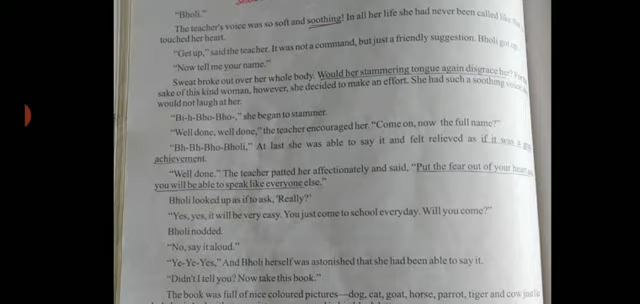 "Bholi."
The teacher's voice was so soft and soothing! In all her life she had never been called like
touched her heart.
"Get up," said the teacher. It was not a command, but just a friendly suggestion. Bholi got up.
"Now tell me your name."
Sweat broke out over her whole body. Would her stammering tongue again disgrace her? For
sake of this kind woman, however, she decided to make an effort. She had such a soothing voice
would not laugh at her.
"Bi-h-Bho-Bho-," she began to stammer.
"Well done, well done," the teacher encouraged her. "Come on, now the full name?"
"Bh-Bh-Bho-Bholi," At last she was able to say it and felt relieved as if it was a
achievement.
"Well done." The teacher patted her affectionately and said, "Put the fear out of your heart
you will be able to speak like everyone else."
Bholi looked up as if to ask, 'Really?'
"Yes, yes, it will be very easy. You just come to school everyday. Will you come?"
Bholi nodded.
"No, say it aloud."
"Ye-Ye-Yes," And Bholi herself was astonished that she had been able to say it.
"Didn't I tell you? Now take this book."
The book was full of nice coloured pictures—dog, cat, goat, horse, parrot, tiger and cow just